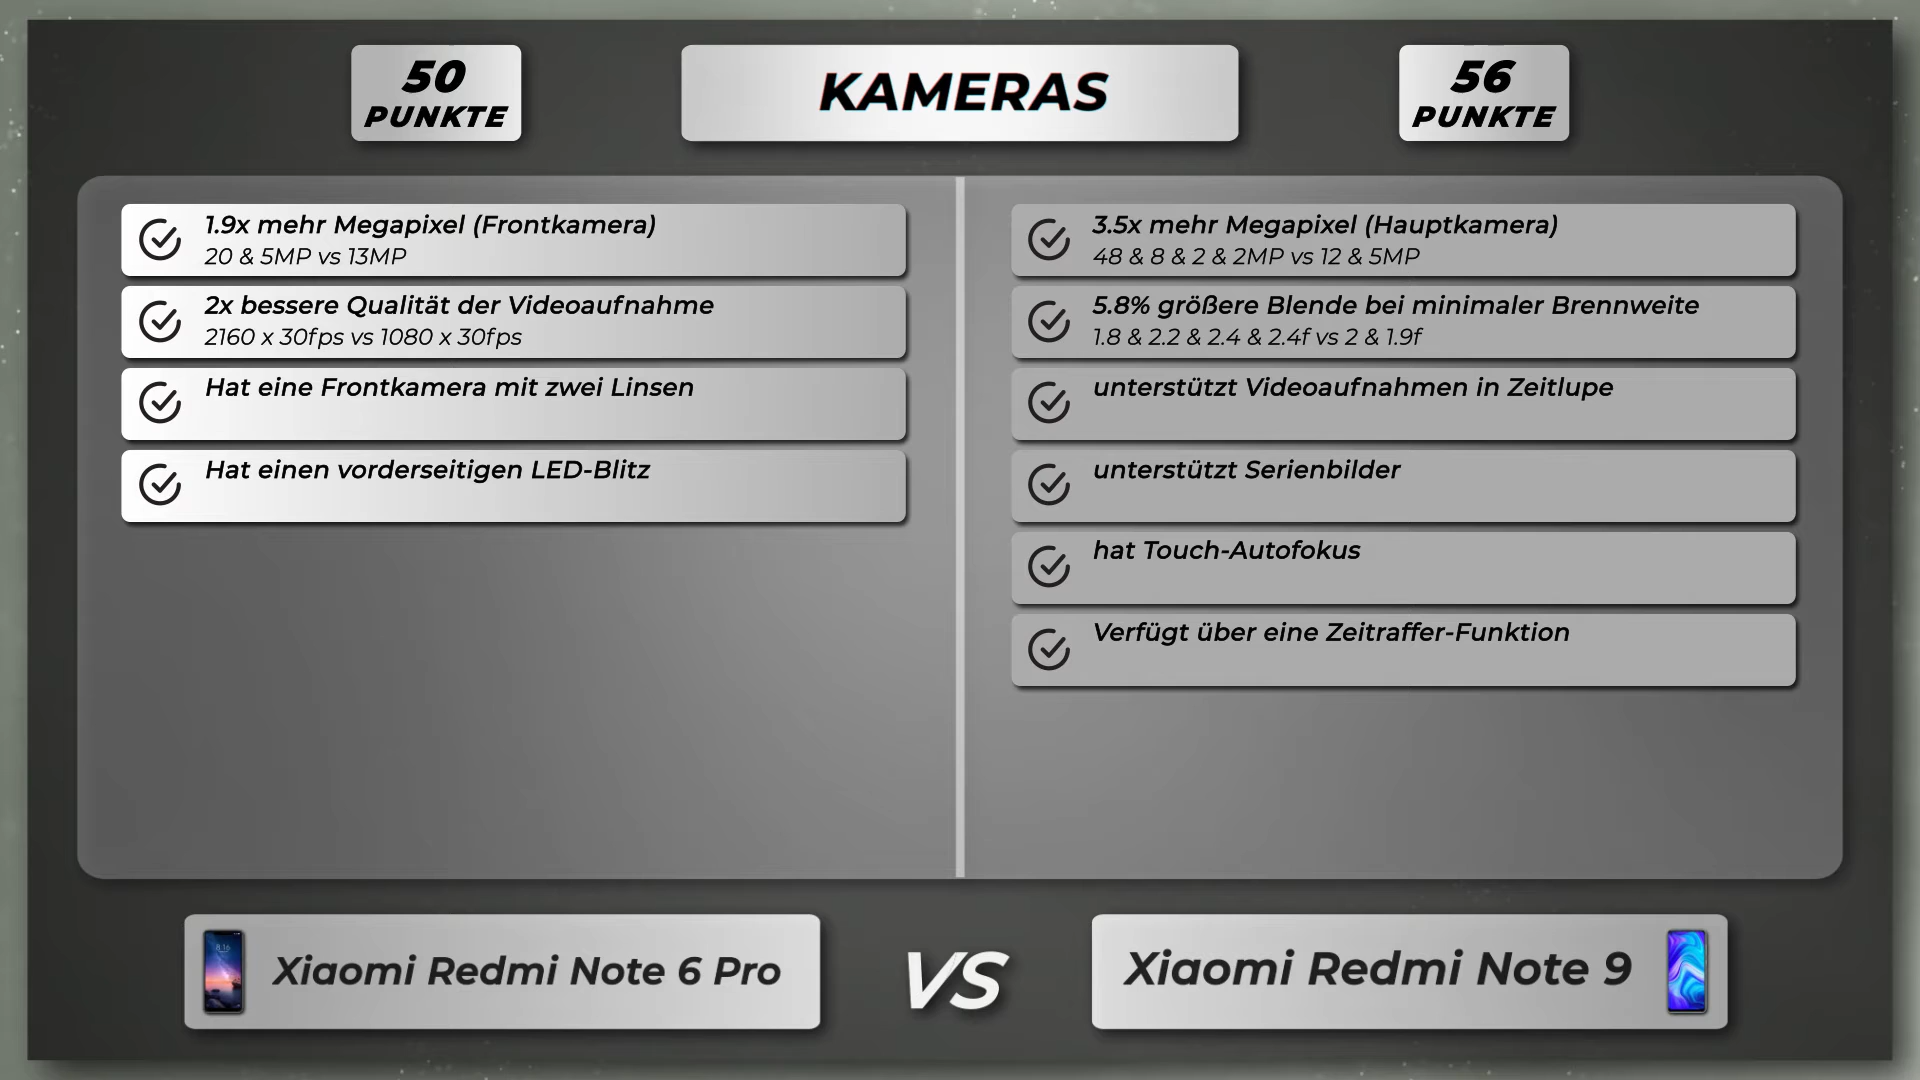 50
PUNKTE
KAMERAS
56
PUNKTE
1.9x mehr Megapixel (Frontkamera)
20 & 5MP vs 13MP
2x bessere Qualität der Videoaufnahme
2160 x 30fps vs 1080 x 30fps
Hat eine Frontkamera mit zwei Linsen
Hat einen vorderseitigen LED-Blitz
3.5x mehr Megapixel (Hauptkamera)
48 & 8 & 2 & 2MP vs 12 & 5MP
5.8% größere Blende bei minimaler Brennweite
1.8 & 2.2 & 2.4 & 2.4f vs 2 & 1.9f
unterstützt Videoaufnahmen in Zeitlupe
unterstützt Serienbilder
hat Touch-Autofokus
Verfügt über eine Zeitraffer-Funktion
8:16
Xiaomi Redmi Note 6 Pro
VS
Xiaomi Redmi Note 9